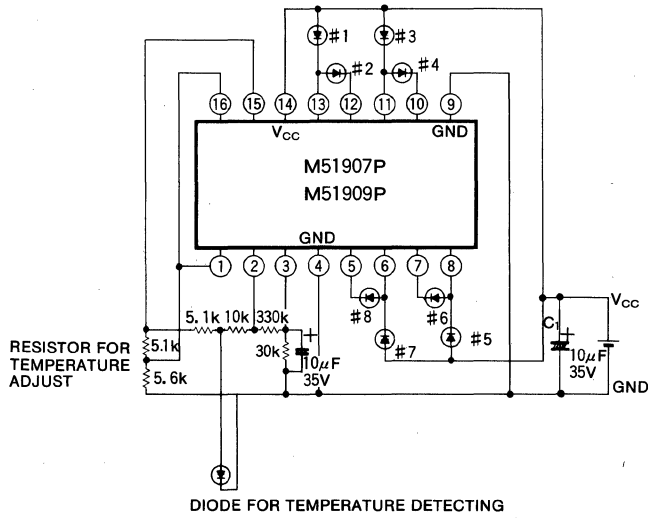 #1
#3
#2
#4
16 15 14 13 12 11 10 9
VCC
GND
M51907P
M51909P
GND
1 2 3 4 5 6 7 8
#8
#6
#7
#5
5.1k 10k 330k
+
30k
10μF
35V
RESISTOR FOR
TEMPERATURE
ADJUST
5.1k
5.6k
VCC
C1
+
10μF
35V
GND
DIODE FOR TEMPERATURE DETECTING